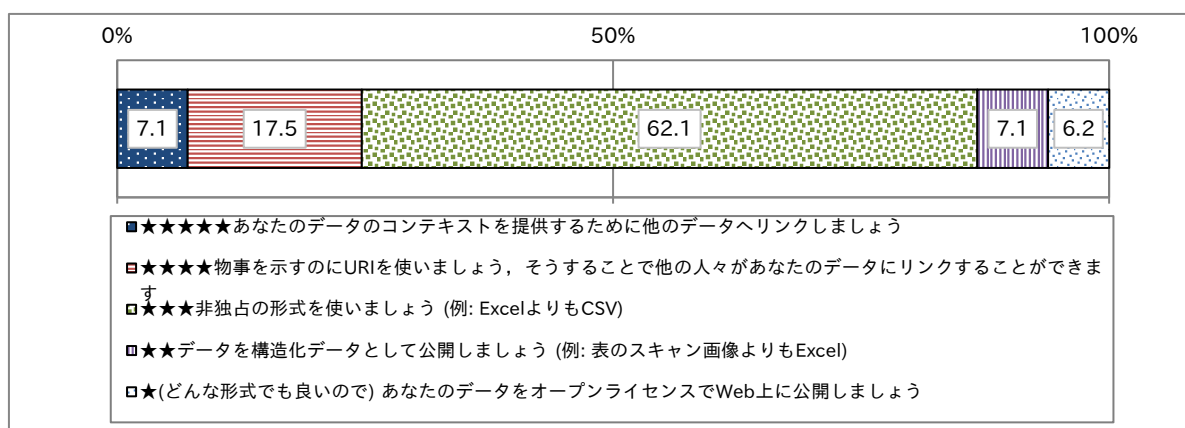 0% 50% 100%
7.1 17.5 62.1 7.1 6.2
★★★★★あなたのデータのコンテキストを提供するために他のデータへリンクしましょう
★★★★物事を示すのにURIを使いましょう，そうすることで他の人々があなたのデータにリンクすることができま
す
★★★非独占の形式を使いましょう (例: ExcelよりもCSV)
★★データを構造化データとして公開しましょう (例: 表のスキャン画像よりもExcel)
★(どんな形式でも良いので) あなたのデータをオープンライセンスでWeb上に公開しましょう